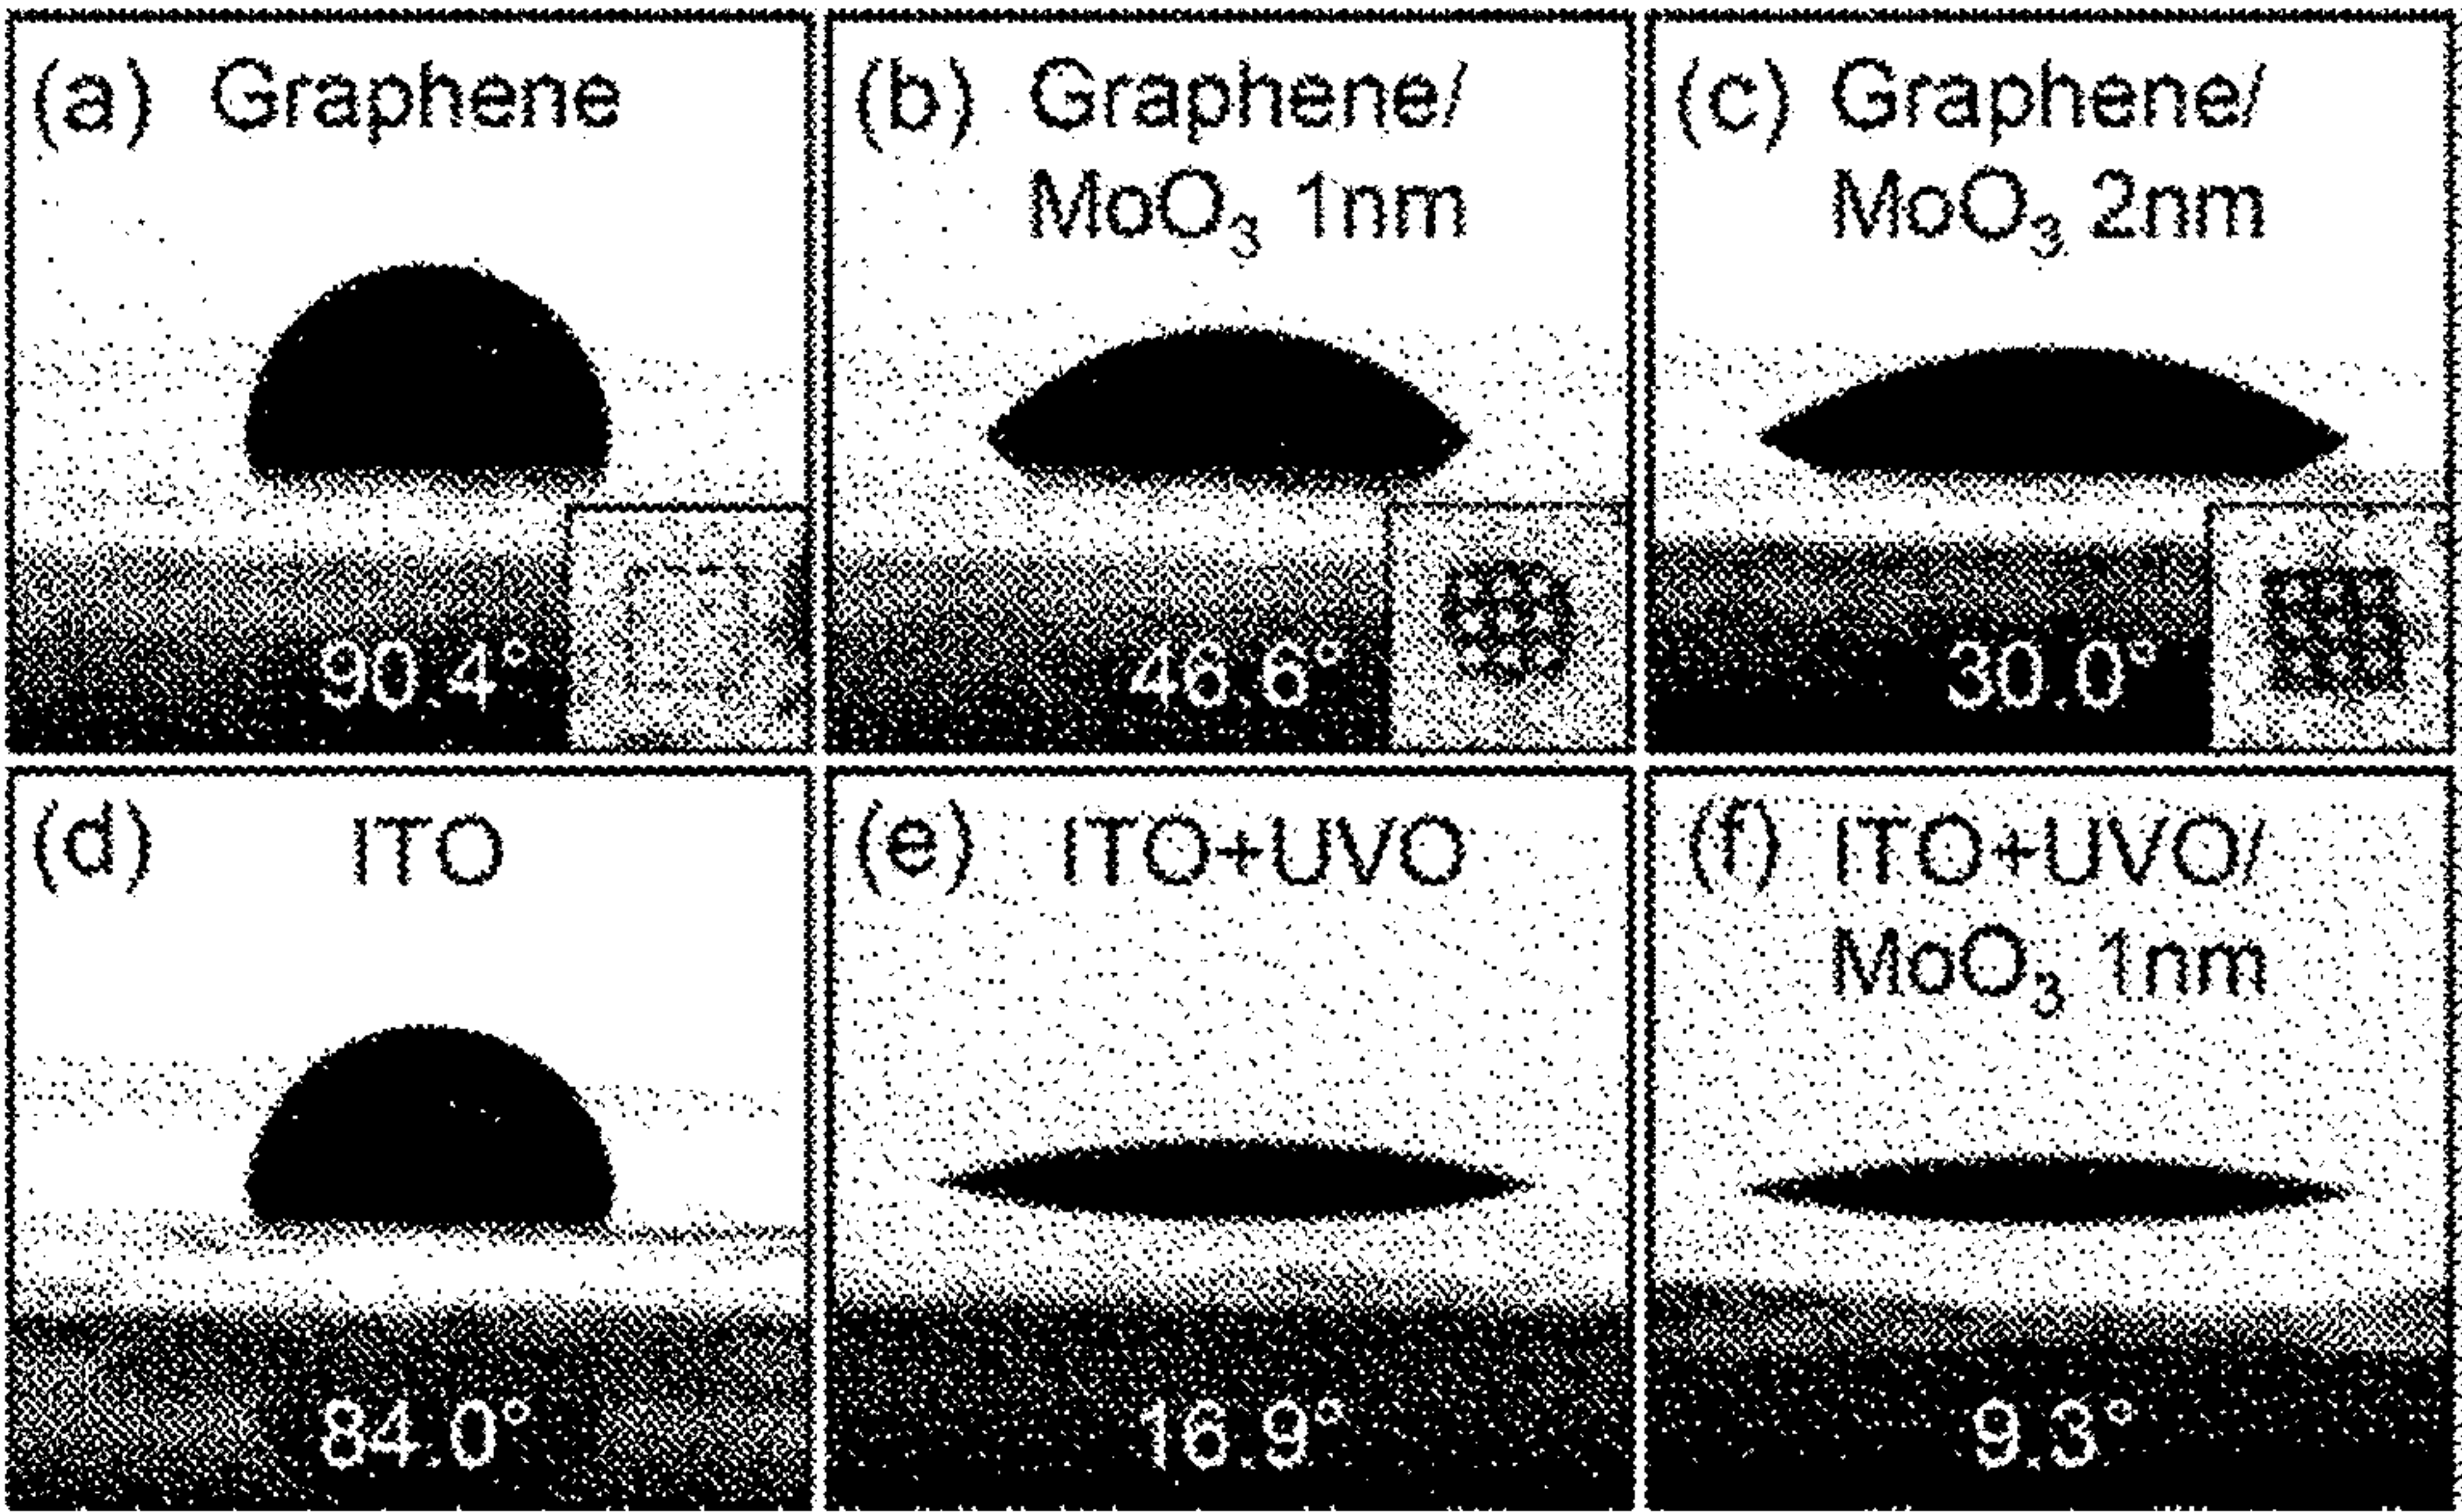 (a) Graphene
90.4°
(b) Graphene/
MoO₃ 1nm
46.6°
(c) Graphene/
MoO₃ 2nm
30.0°
(d) ITO
84.0°
(e) ITO+UVO
16.9°
(f) ITO+UVO/
MoO₃ 1nm
9.3°